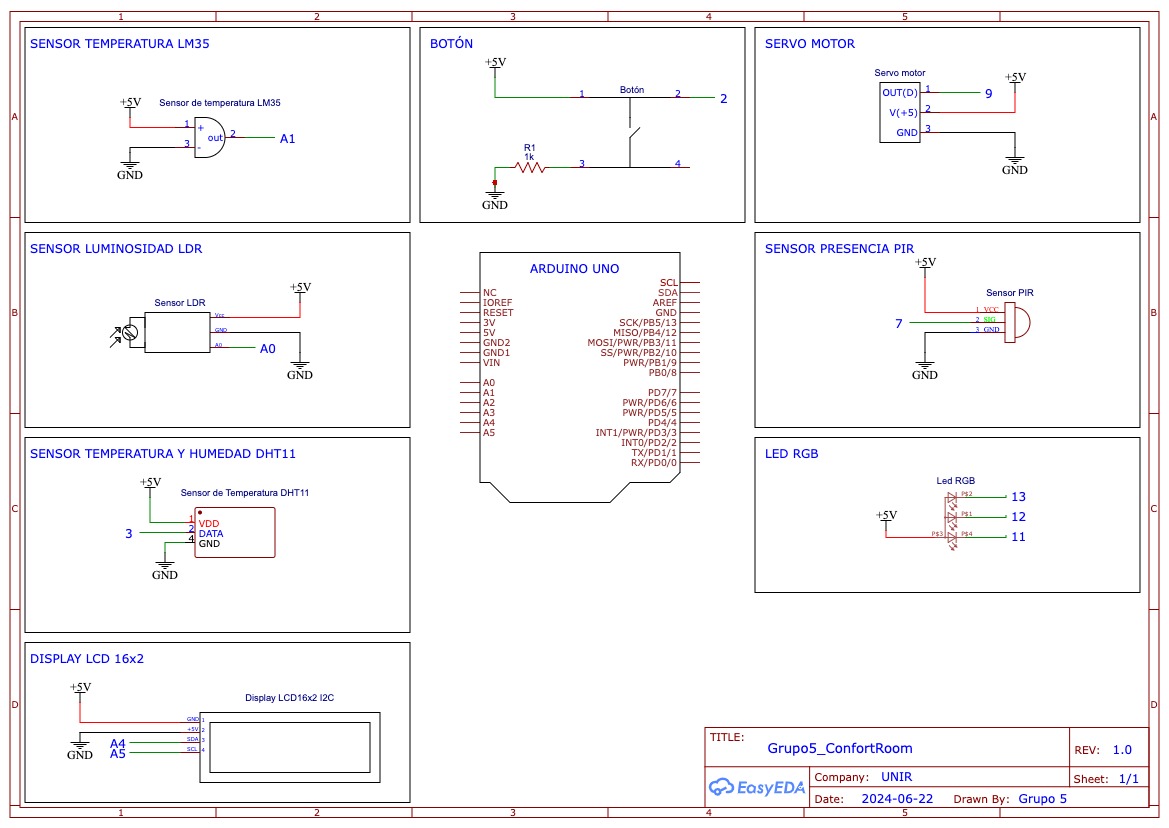 1 2 3 4 5
A
B
C
D
SENSOR TEMPERATURA LM35
Sensor de temperatura LM35
+5V
1 +
out 2 A1
3 -
GND
BOTÓN
+5V
Botón
1 2 2
R1
1k
3 4
GND
SERVO MOTOR
Servo motor
+5V
OUT(D) 1 9
V(+5) 2
GND 3
GND
A
B
C
D
SENSOR LUMINOSIDAD LDR
+5V
Sensor LDR
Vcc
GND
A0 A0
GND
ARDUINO UNO
NC
IOREF
RESET
3V
5V
GND2
GND1
VIN
A0
A1
A2
A3
A4
A5
SCL
SDA
AREF
GND
SCK/PB5/13
MISO/PB4/12
MOSI/PWR/PB3/11
SS/PWR/PB2/10
PWR/PB1/9
PB0/8
PD7/7
PWR/PD6/6
PWR/PD5/5
PD4/4
INT1/PWR/PD3/3
INT0/PD2/2
TX/PD1/1
RX/PD0/0
SENSOR PRESENCIA PIR
+5V
Sensor PIR
1 VCC
7 2 SIG
3 GND
GND
SENSOR TEMPERATURA Y HUMEDAD DHT11
+5V
Sensor de Temperatura DHT11
1 VDD
3 2 DATA
4 GND
GND
LED RGB
Led RGB
P$2 13
+5V P$1 12
P$3 P$4 11
DISPLAY LCD 16x2
+5V
Display LCD16x2 I2C
GND 1
+5V 2
A4 SDA 3
A5 SCL 4
GND
TITLE:
Grupo5_ConfortRoom
REV: 1.0
EasyEDA
Company: UNIR
Sheet: 1/1
Date: 2024-06-22 Drawn By: Grupo 5
1 2 3 4 5